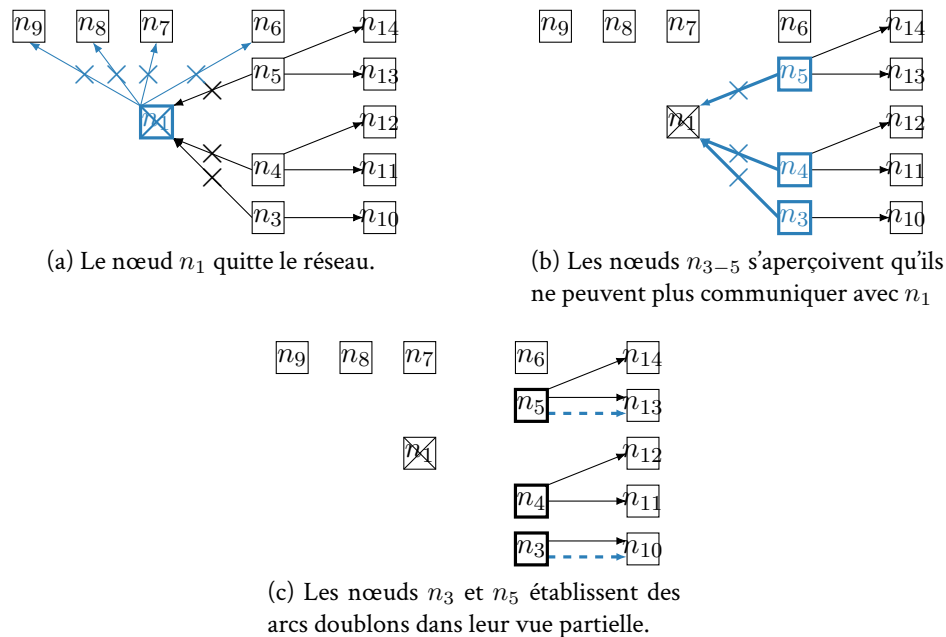 n₉ n₈ n₇ n₆ n₁₄
n₅ n₁₃
n₁ n₁₂
n₄ n₁₁
n₃ n₁₀
(a) Le nœud n₁ quitte le réseau.
n₉ n₈ n₇ n₆ n₁₄
n₅ n₁₃
n₁ n₁₂
n₄ n₁₁
n₃ n₁₀
(b) Les nœuds n₃₋₅ s'aperçoivent qu'ils
ne peuvent plus communiquer avec n₁
n₉ n₈ n₇ n₆ n₁₄
n₅ n₁₃
n₁ n₁₂
n₄ n₁₁
n₃ n₁₀
(c) Les nœuds n₃ et n₅ établissent des
arcs doublons dans leur vue partielle.